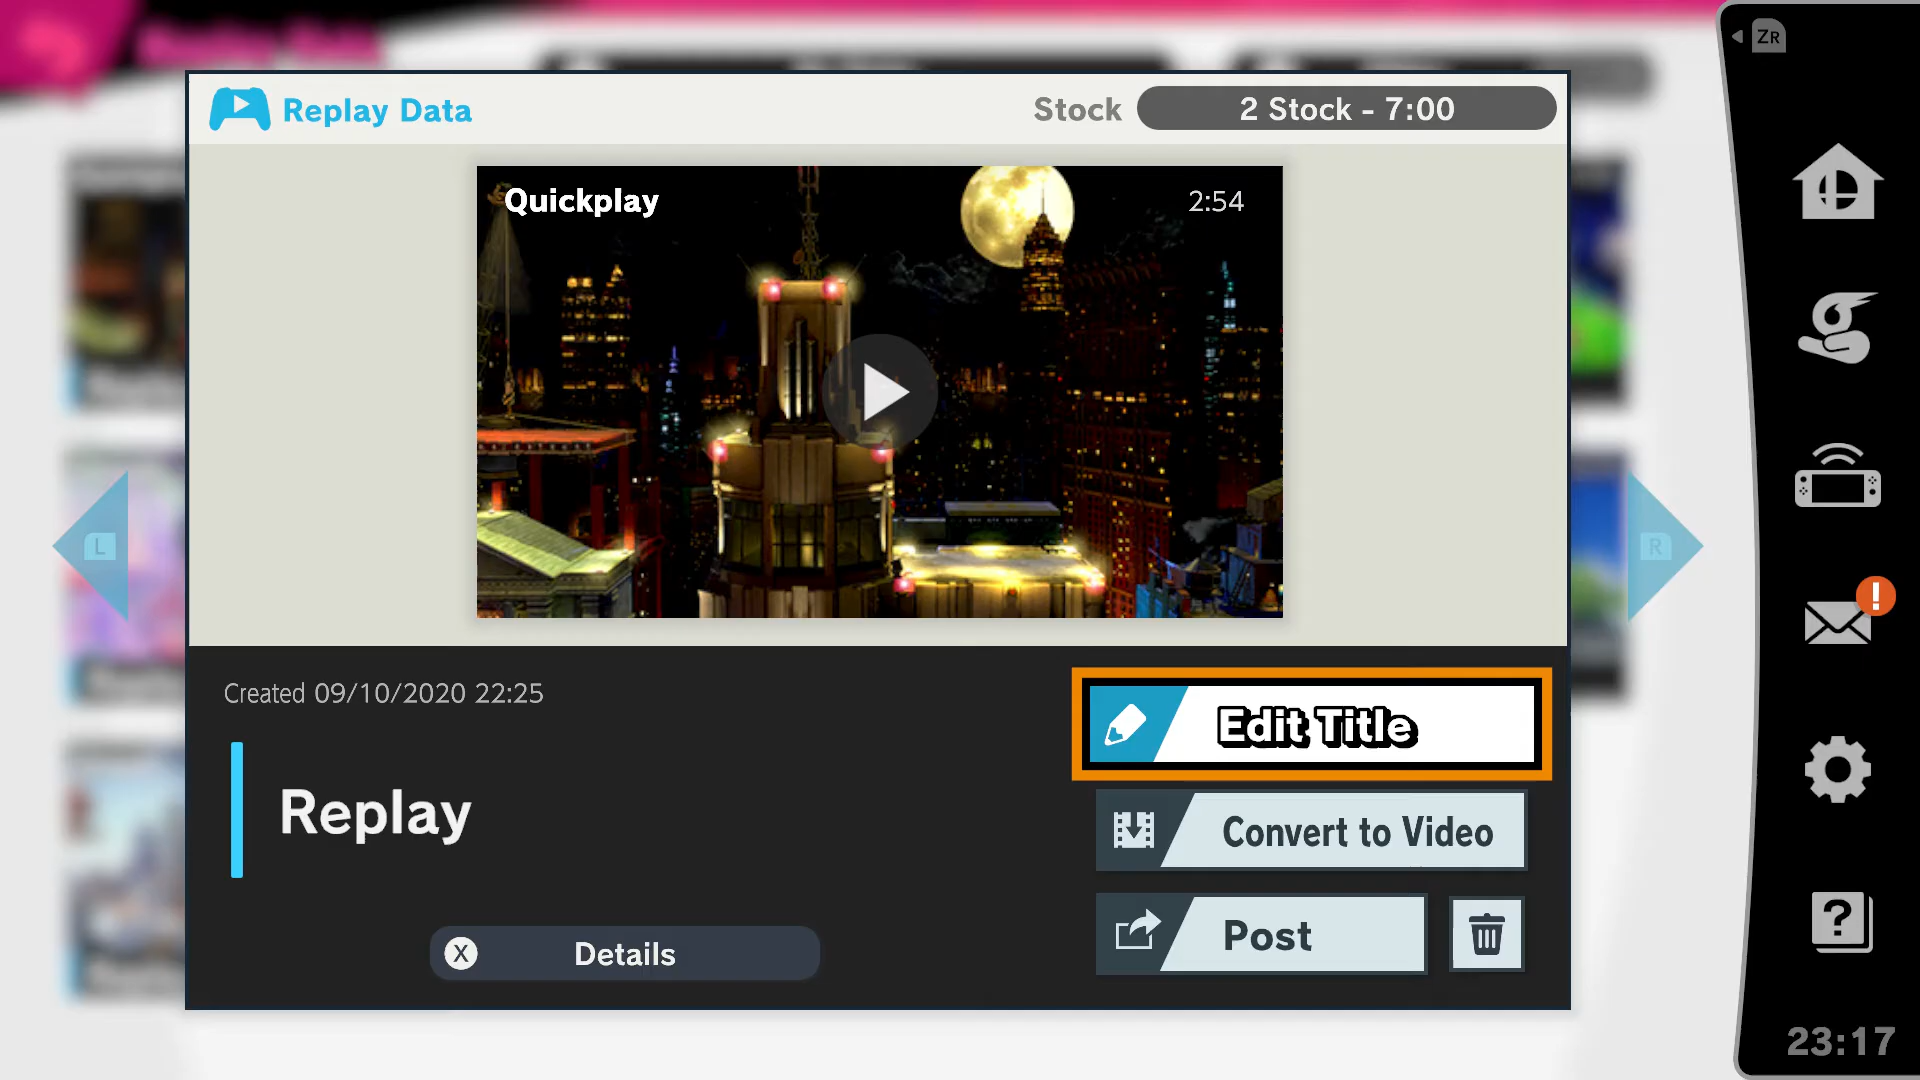 ZR
Replay Data
Stock
2 Stock - 7:00
Quickplay
2:54
L
R
!
Created 09/10/2020 22:25
Edit Title
Replay
Convert to Video
X Details
Post
?
23:17